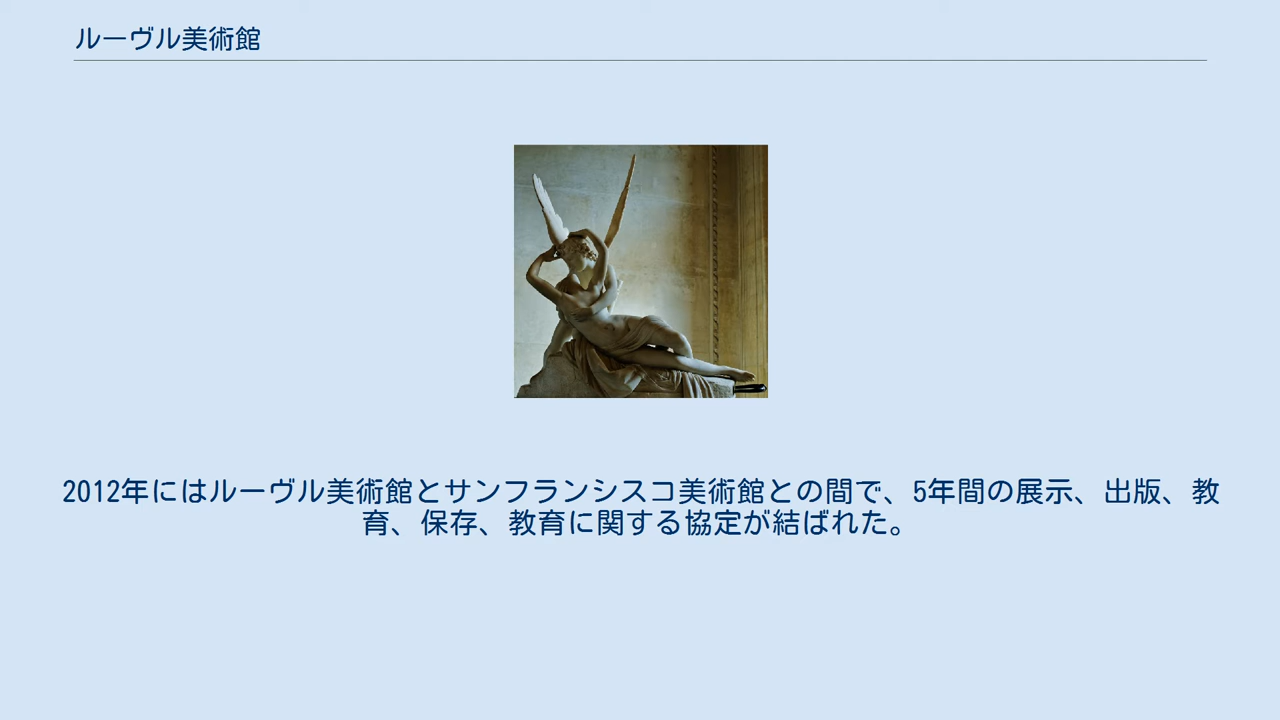 ルーヴル美術館
2012年にはルーヴル美術館とサンフランシスコ美術館との間で、5年間の展示、出版、教
育、保存、教育に関する協定が結ばれた。